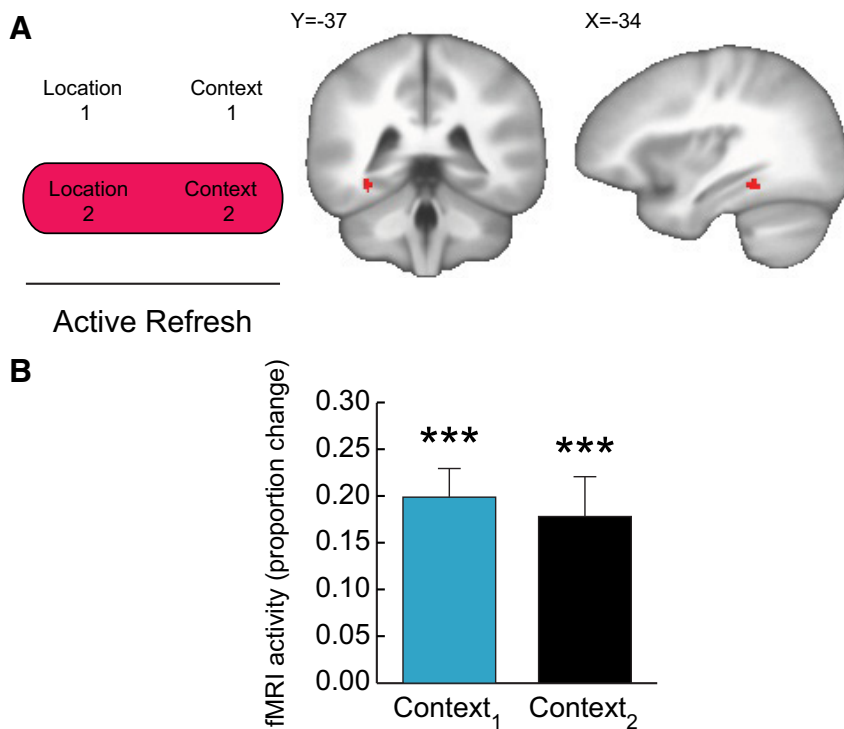 A
Y=-37
X=-34
Location
1
Context
1
Location
2
Context
2
Active Refresh
B
fMRI activity (proportion change)
0.30
0.25
0.20
0.15
0.10
0.05
0.00
***
***
Context₁
Context₂